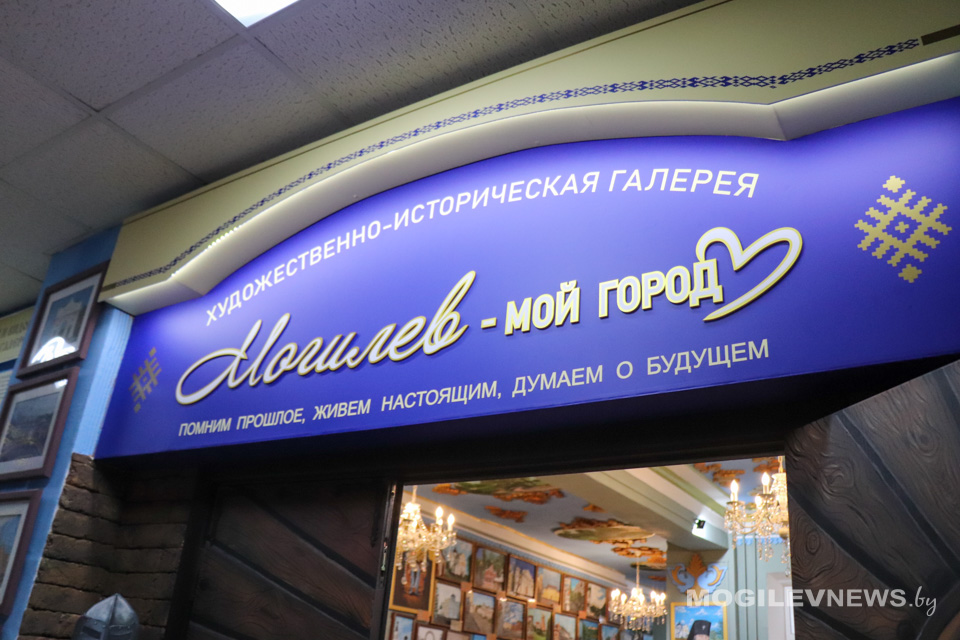 ХУДОЖЕСТВЕННО-ИСТОРИЧЕСКАЯ ГАЛЕРЕЯ
Могилев - МОЙ ГОРОД
ПОМНИМ ПРОШЛОЕ, ЖИВЕМ НАСТОЯЩИМ, ДУМАЕМ О БУДУЩЕМ
MOGILEVNEWS.by